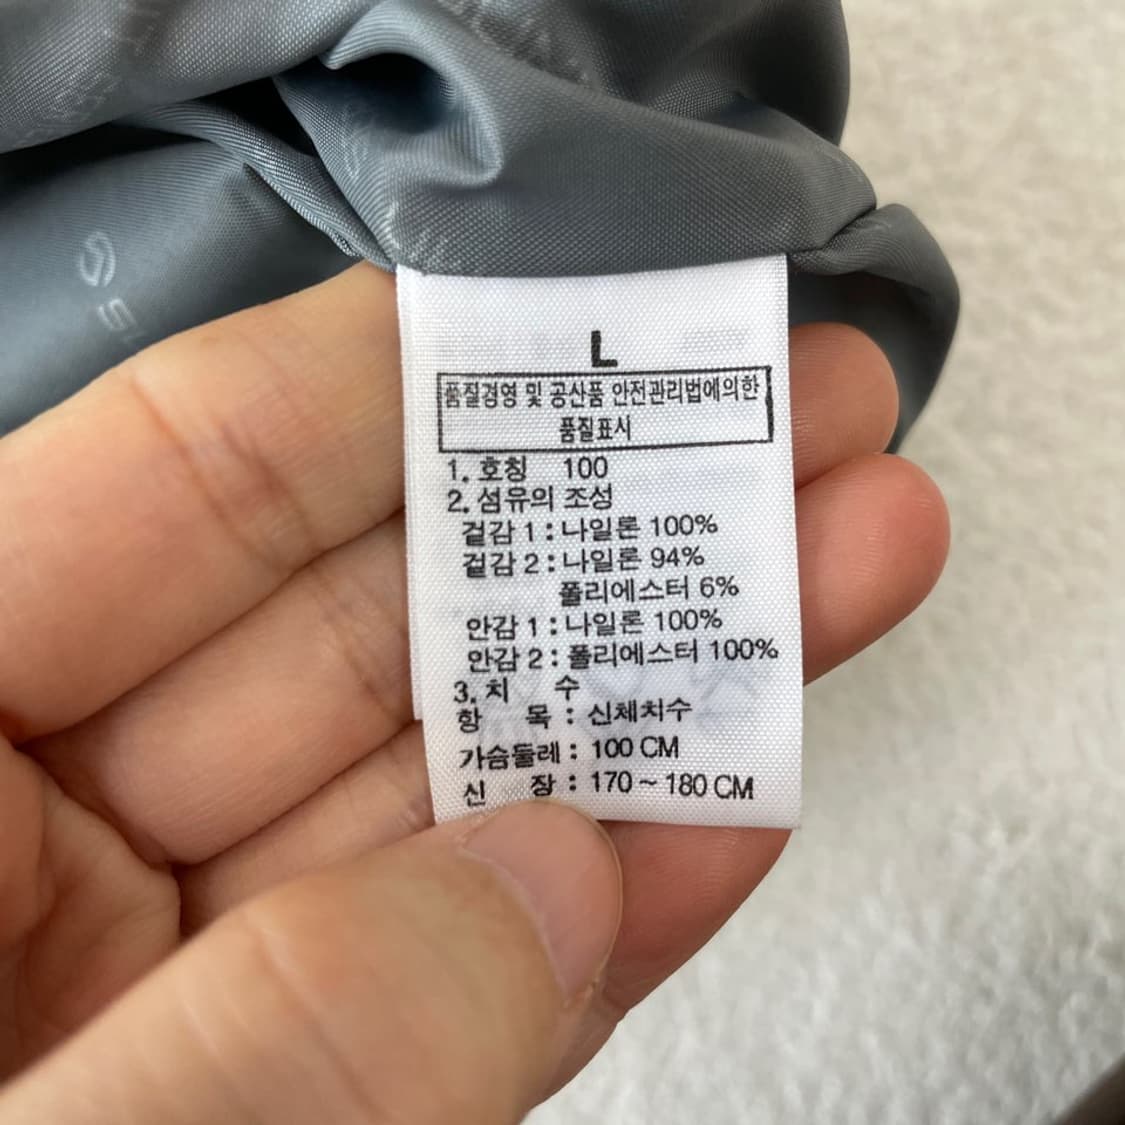 L
품질경영 및 공산품 안전관리법에의한
품질표시
1. 호칭 100
2. 섬유의 조성
겉감 1 : 나일론 100%
겉감 2 : 나일론 94%
폴리에스터 6%
안감 1 : 나일론 100%
안감 2 : 폴리에스터 100%
3. 치 수
항 목 : 신체치수
가슴둘레 : 100 CM
신 장 : 170 ~ 180 CM